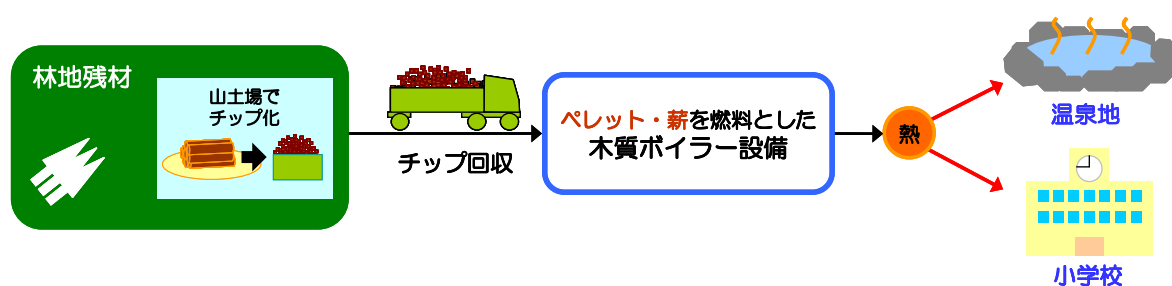 林地残材
山土場で
チップ化
チップ回収
ペレット・薪を燃料とした
木質ボイラー設備
熱
温泉地
小学校